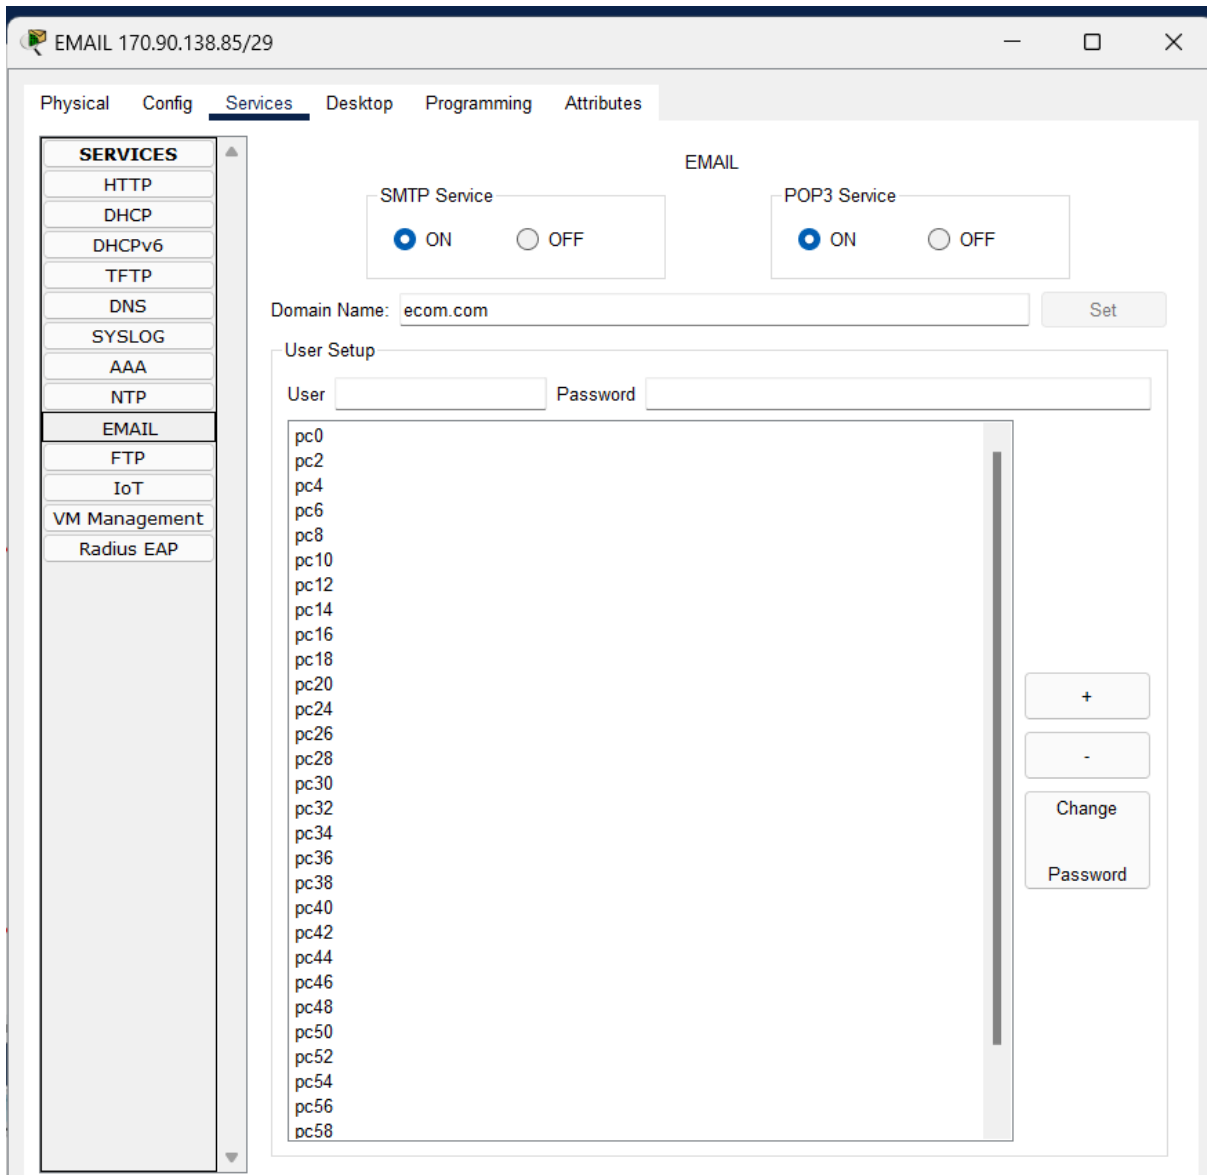 EMAIL 170.90.138.85/29
Physical Config Services Desktop Programming Attributes
SERVICES
HTTP
DHCP
DHCPv6
TFTP
DNS
SYSLOG
AAA
NTP
EMAIL
FTP
IoT
VM Management
Radius EAP
EMAIL
SMTP Service
ON OFF
POP3 Service
ON OFF
Domain Name: ecom.com Set
User Setup
User Password
pc0
pc2
pc4
pc6
pc8
pc10
pc12
pc14
pc16
pc18
pc20
pc24
pc26
pc28
pc30
pc32
pc34
pc36
pc38
pc40
pc42
pc44
pc46
pc48
pc50
pc52
pc54
pc56
pc58
+
-
Change
Password